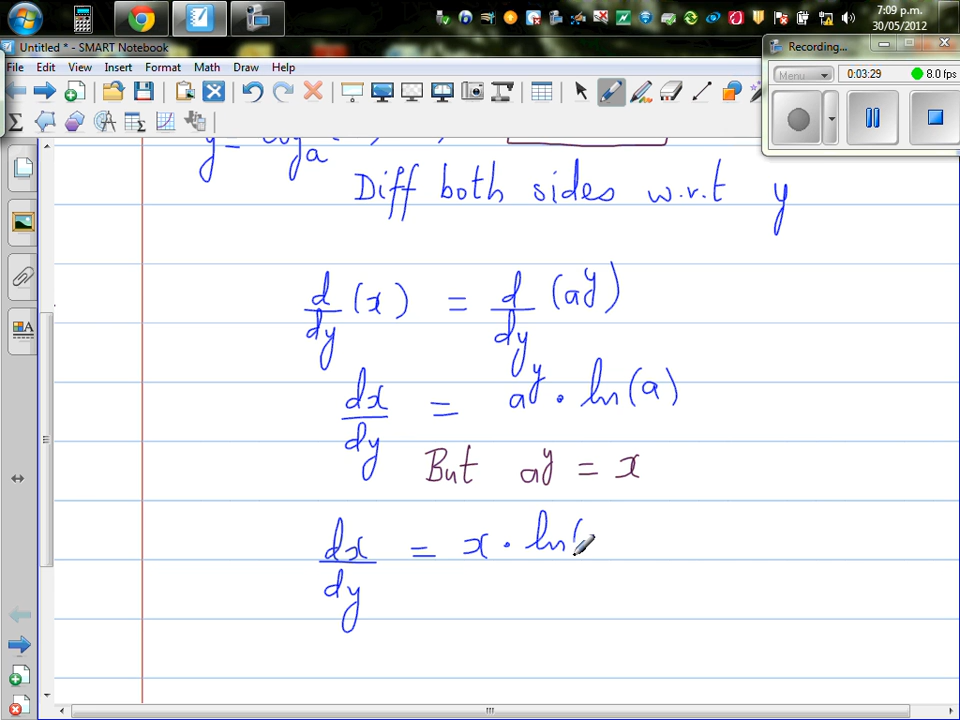 7:09 p.m.
30/05/2012
Untitled * - SMART Notebook
Recording...
File Edit View Insert Format Math Draw Help
Menu 0:03:29 8.0 fps
Diff both sides w.r.t y
d/dy (x) = d/dy (a^y)
dx/dy = a^y · ln(a)
But a^y = x
dx/dy = x · ln(